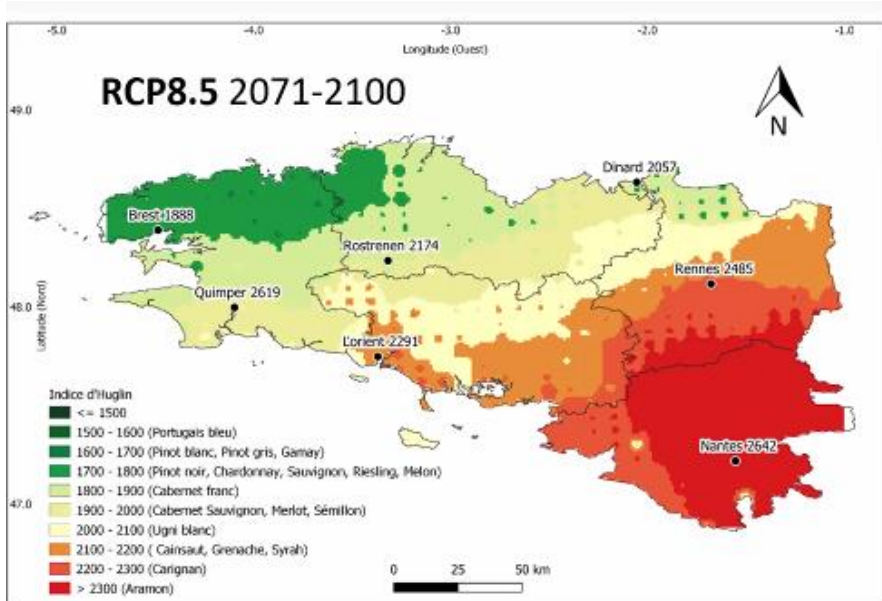 -5.0 -4.0 -3.0 -2.0 -1.0
Longitude (Ouest)
RCP8.5 2071-2100
49.0
N
Dinard 2057
Brest 1888
Rostrenen 2174
Rennes 2485
48.0
Quimper 2619
Latitude (Nord)
Lorient 2291
Nantes 2642
47.0
Indice d'Huglin
<= 1500
1500 - 1600 (Portugais bleu)
1600 - 1700 (Pinot blanc, Pinot gris, Gamay)
1700 - 1800 (Pinot noir, Chardonnay, Sauvignon, Riesling, Melon)
1800 - 1900 (Cabernet franc)
1900 - 2000 (Cabernet Sauvignon, Merlot, Sémillon)
2000 - 2100 (Ugni blanc)
2100 - 2200 ( Cainsaut, Grenache, Syrah)
2200 - 2300 (Carignan)
> 2300 (Aramon)
0 25 50 km